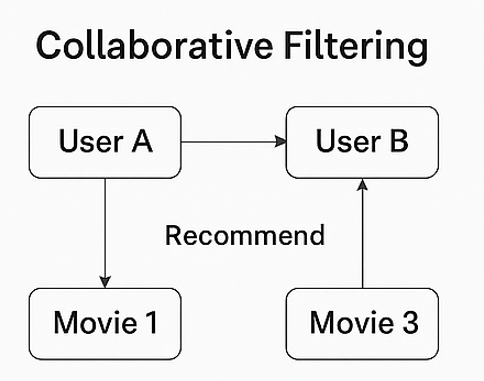 Collaborative Filtering
User A
User B
Recommend
Movie 1
Movie 3